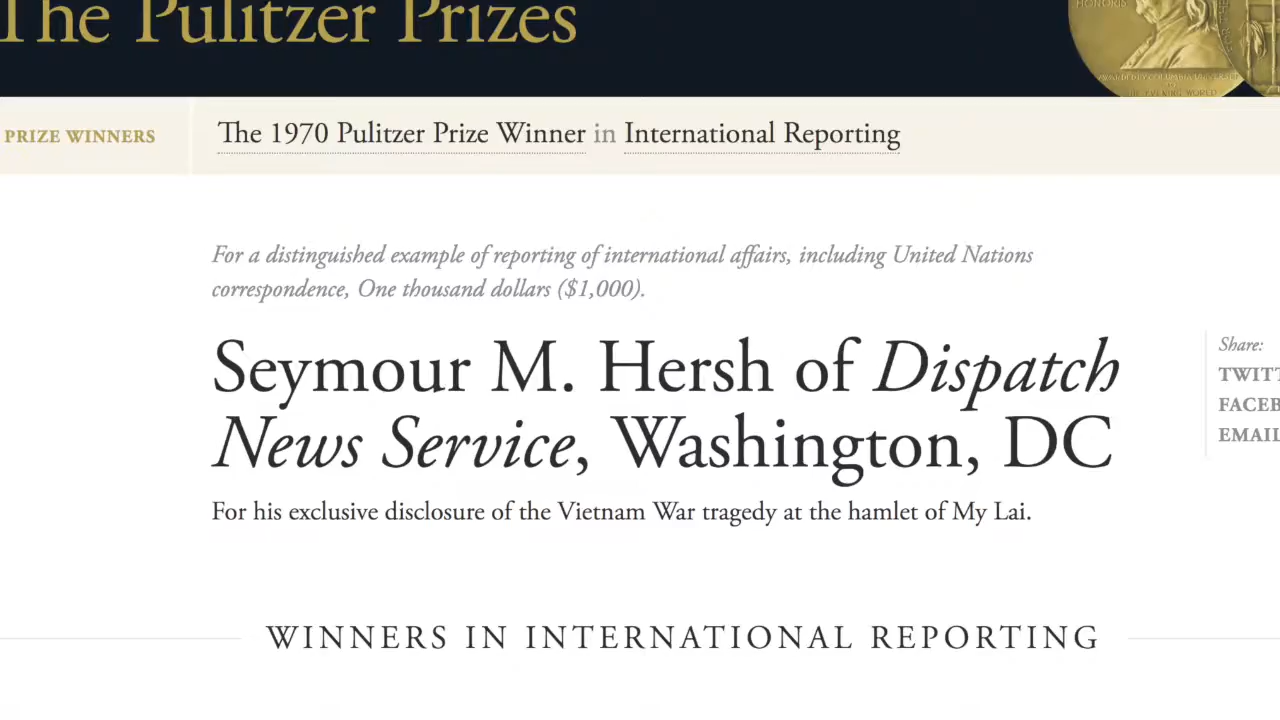 The Pulitzer Prizes
PRIZE WINNERS
The 1970 Pulitzer Prize Winner in International Reporting
For a distinguished example of reporting of international affairs, including United Nations
correspondence, One thousand dollars ($1,000).
Seymour M. Hersh of Dispatch
News Service, Washington, DC
For his exclusive disclosure of the Vietnam War tragedy at the hamlet of My Lai.
Share:
TWITT
FACEB
EMAIL
WINNERS IN INTERNATIONAL REPORTING